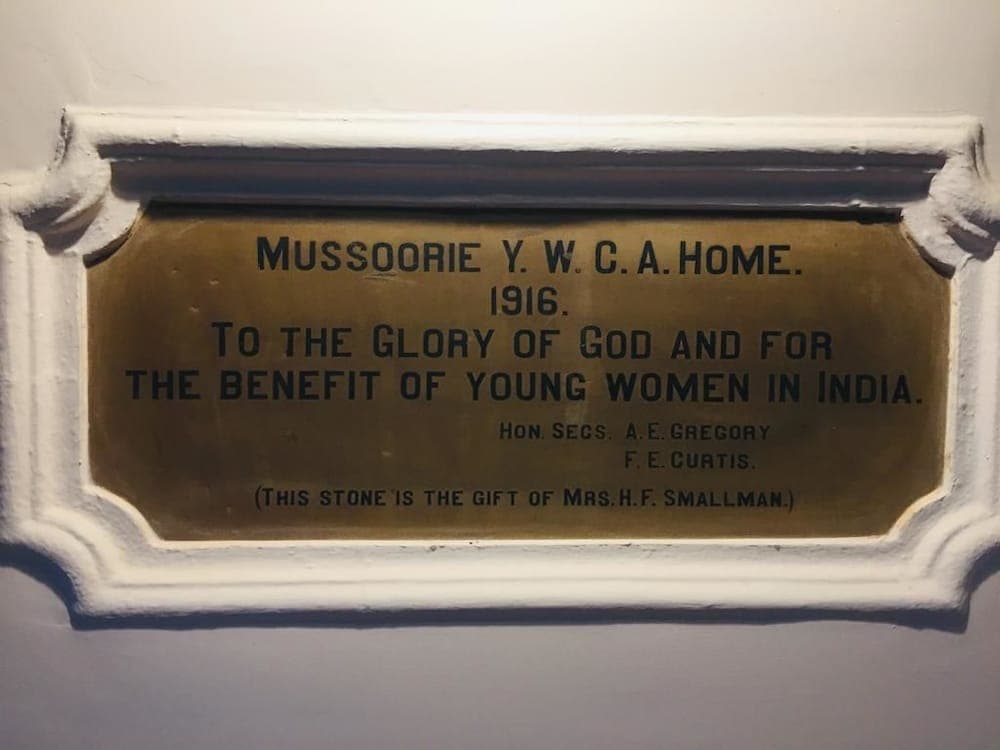 MUSSOORIE Y. W. C. A. HOME.
1916.
TO THE GLORY OF GOD AND FOR
THE BENEFIT OF YOUNG WOMEN IN INDIA.
HON. SECS. A. E. GREGORY
F. E. CURTIS.
(THIS STONE IS THE GIFT OF MRS. H. F. SMALLMAN.)